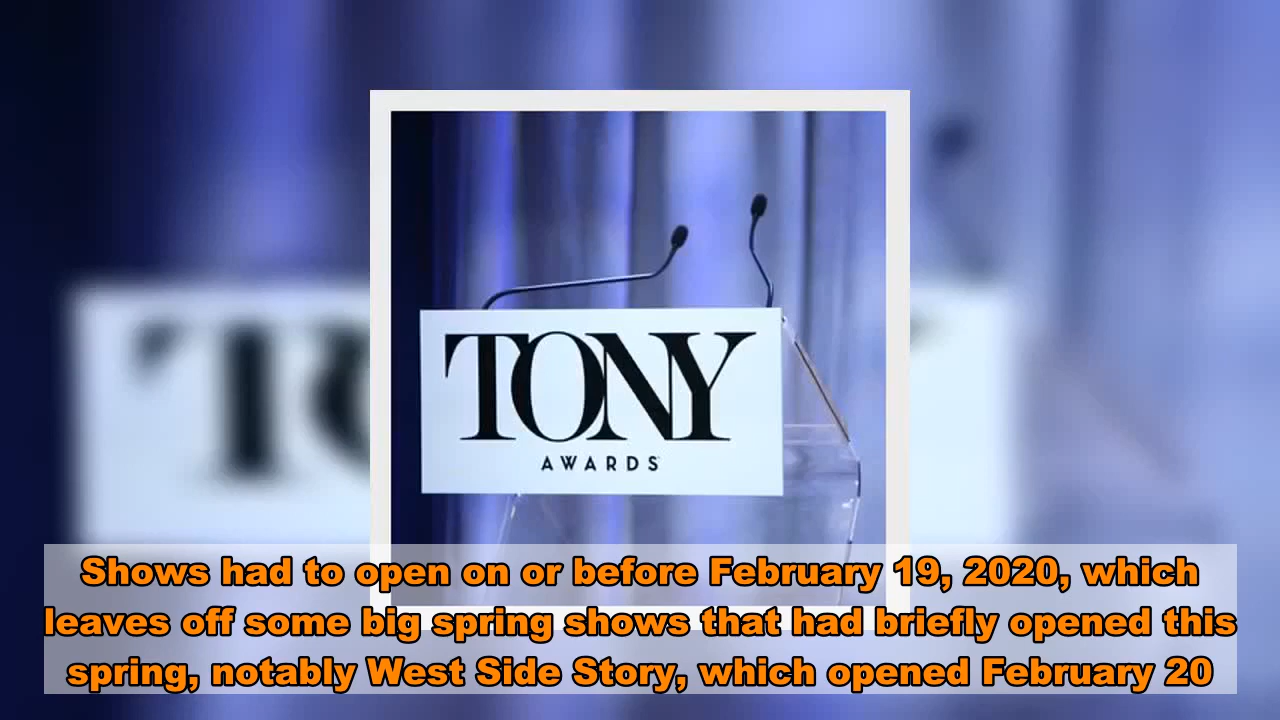 TONY
AWARDS
Shows had to open on or before February 19, 2020, which
leaves off some big spring shows that had briefly opened this
spring, notably West Side Story, which opened February 20